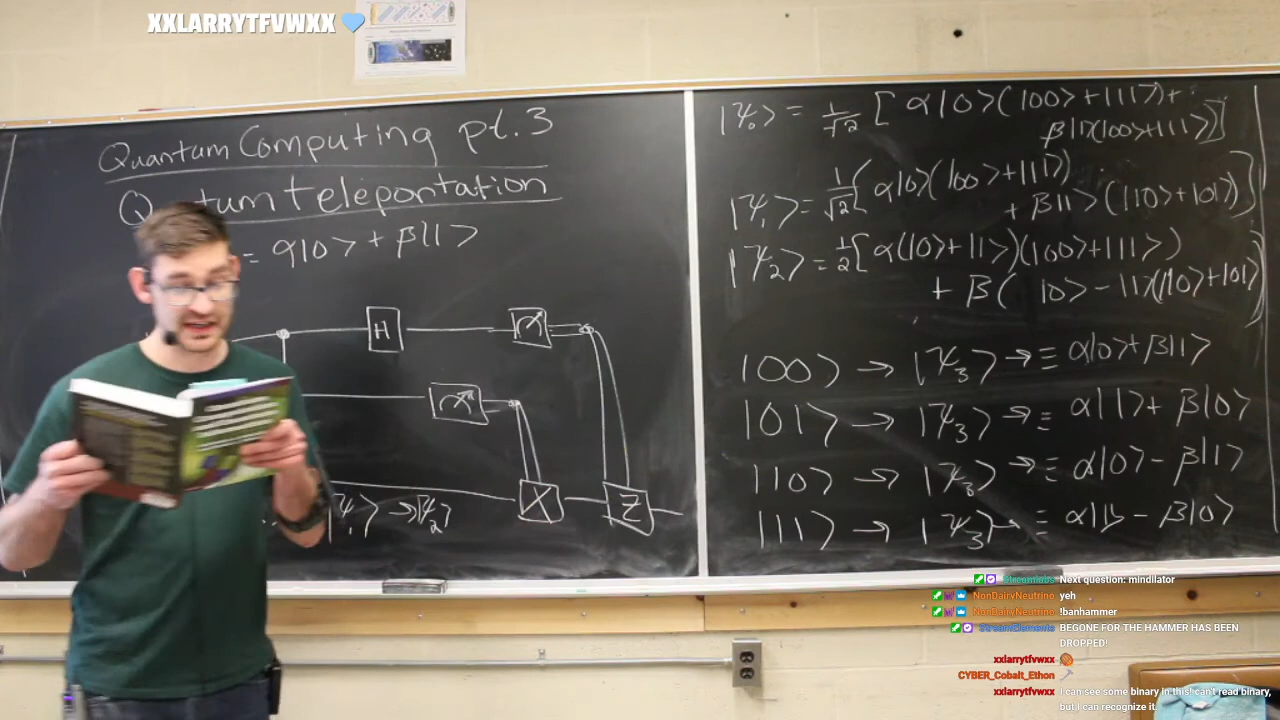 XXLARRYTFVWXX
Quantum Computing pt.3
Quantum teleportation
= α|0> + β|1>
H
X
Z
|ψ₁> → |ψ₂>
|ψ₀> = 1/√2 [ α|0>(|00> + |11>) +
β|1>(|00> + |11>)]
|ψ₁> = 1/√2 [ α|0>(|00> + |11>)
+ β|1>(|10> + |01>)]
|ψ₂> = 1/2 [ α(|0> + |1>)(|00> + |11>)
+ β( |0> - |1>)(|10> + |01>)]
|00> → |ψ₃> → ≡ α|0> + β|1>
|01> → |ψ₃> → ≡ α|1> + β|0>
|10> → |ψ₃> → ≡ α|0> - β|1>
|11> → |ψ₃> → ≡ α|1> - β|0>
Streamlabs Next question: mindilator
NonDairyNeutrino yeh
NonDairyNeutrino !banhammer
StreamElements BEGONE FOR THE HAMMER HAS BEEN
DROPPED!
xxlarrytfvwxx
CYBER_Cobalt_Ethon
xxlarrytfvwxx I can see some binary in this! can't read binary,
but I can recognize it.